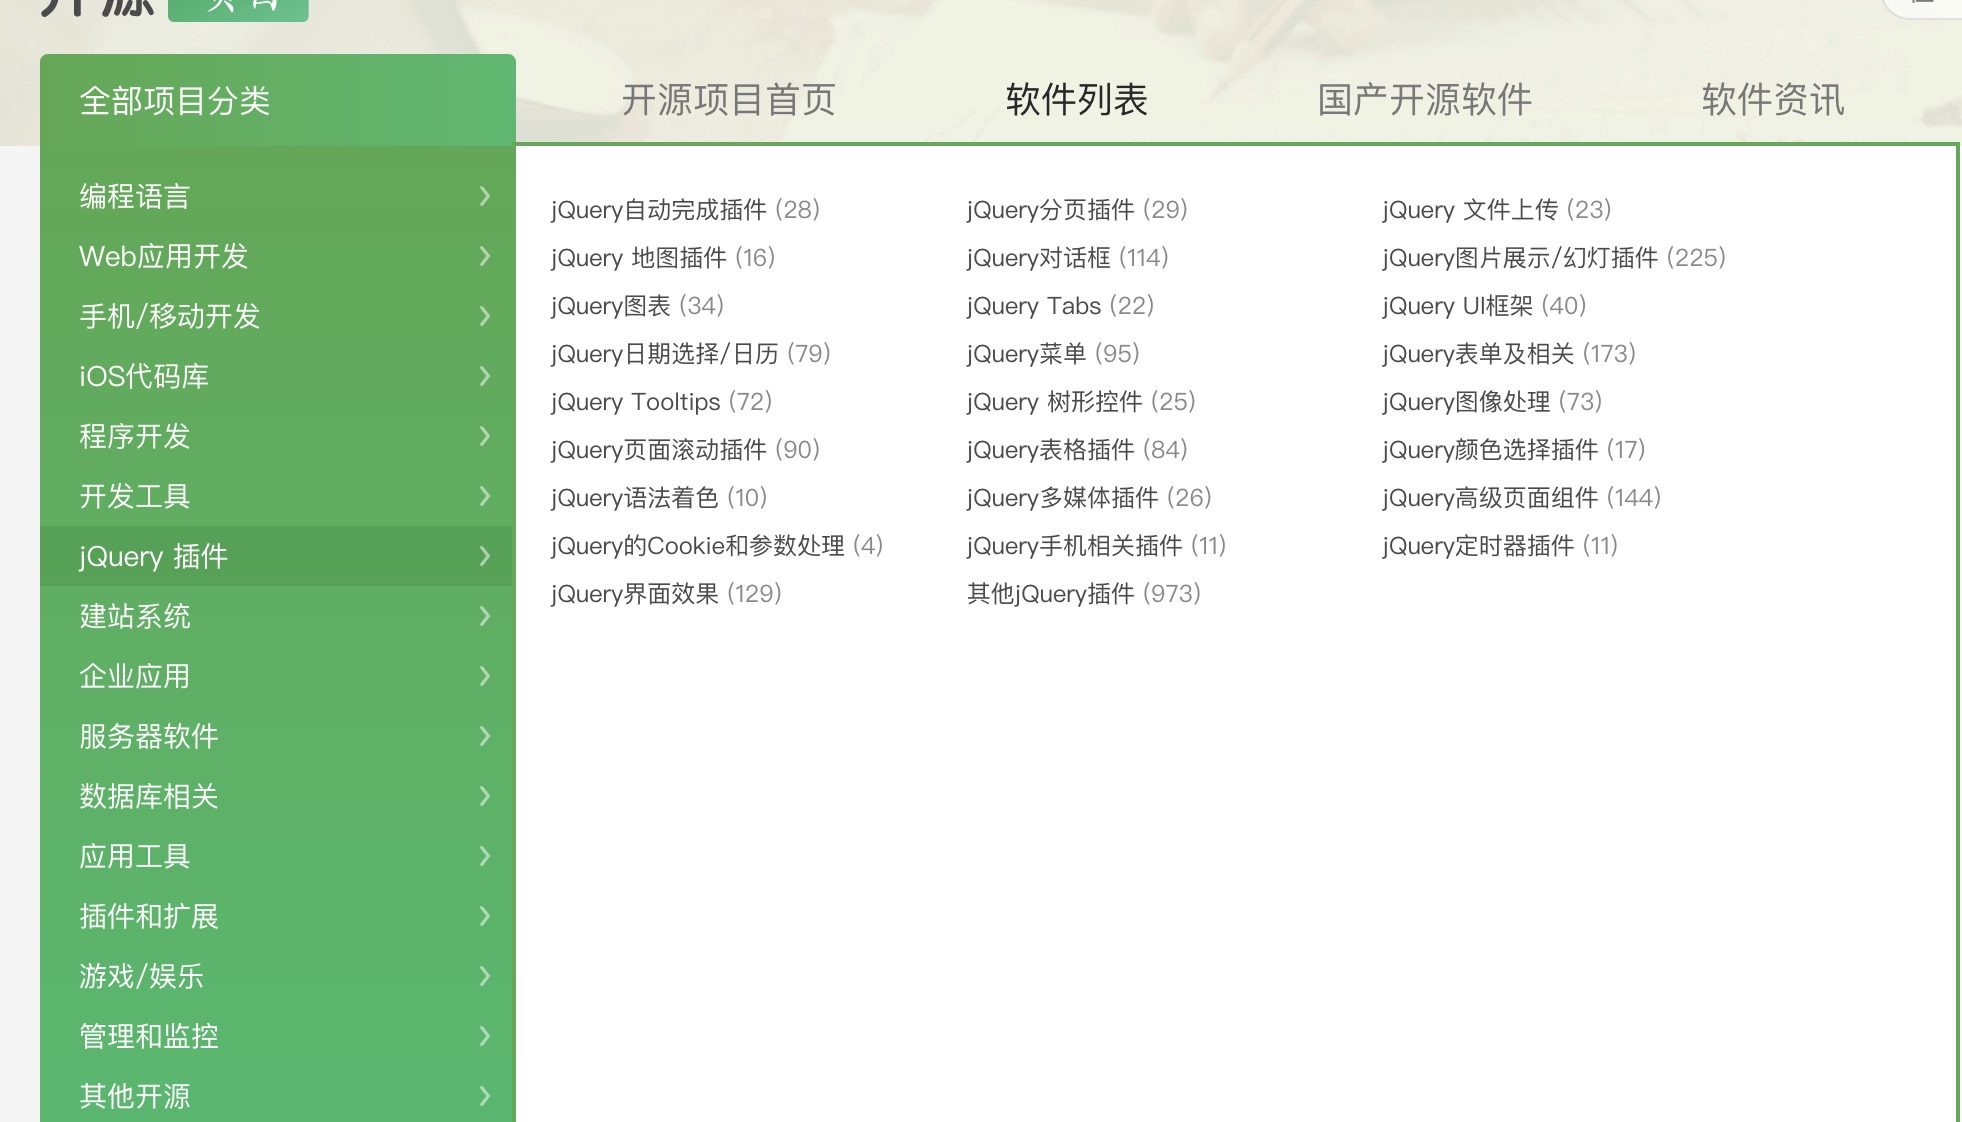 开源
全部项目分类
开源项目首页 软件列表 国产开源软件 软件资讯
编程语言
Web应用开发
手机/移动开发
iOS代码库
程序开发
开发工具
jQuery 插件
建站系统
企业应用
服务器软件
数据库相关
应用工具
插件和扩展
游戏/娱乐
管理和监控
其他开源
jQuery自动完成插件 (28) jQuery分页插件 (29) jQuery 文件上传 (23)
jQuery 地图插件 (16) jQuery对话框 (114) jQuery图片展示/幻灯插件 (225)
jQuery图表 (34) jQuery Tabs (22) jQuery UI框架 (40)
jQuery日期选择/日历 (79) jQuery菜单 (95) jQuery表单及相关 (173)
jQuery Tooltips (72) jQuery 树形控件 (25) jQuery图像处理 (73)
jQuery页面滚动插件 (90) jQuery表格插件 (84) jQuery颜色选择插件 (17)
jQuery语法着色 (10) jQuery多媒体插件 (26) jQuery高级页面组件 (144)
jQuery的Cookie和参数处理 (4) jQuery手机相关插件 (11) jQuery定时器插件 (11)
jQuery界面效果 (129) 其他jQuery插件 (973)